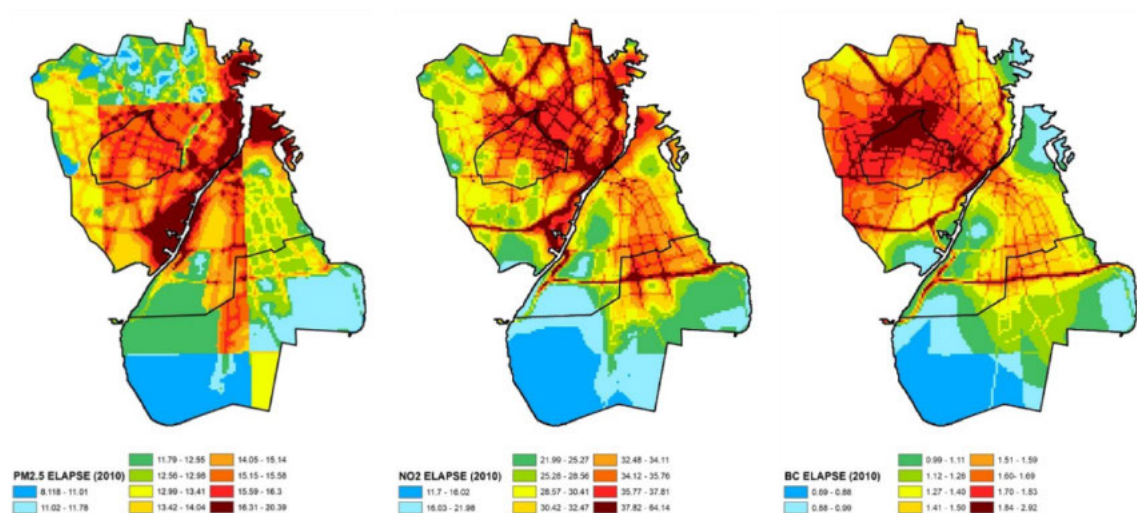 PM2.5 ELAPSE (2010)
8.118 - 11.01
11.02 - 11.78
11.79 - 12.55
12.56 - 12.98
12.99 - 13.41
13.42 - 14.04
14.05 - 15.14
15.15 - 15.58
15.59 - 16.3
16.31 - 20.39
NO2 ELAPSE (2010)
11.7 - 16.02
16.03 - 21.98
21.99 - 25.27
25.28 - 28.56
28.57 - 30.41
30.42 - 32.47
32.48 - 34.11
34.12 - 35.76
35.77 - 37.81
37.82 - 64.14
BC ELAPSE (2010)
0.69 - 0.88
0.88 - 0.99
0.99 - 1.11
1.12 - 1.26
1.27 - 1.40
1.41 - 1.50
1.51 - 1.59
1.60- 1.69
1.70 - 1.83
1.84 - 2.92